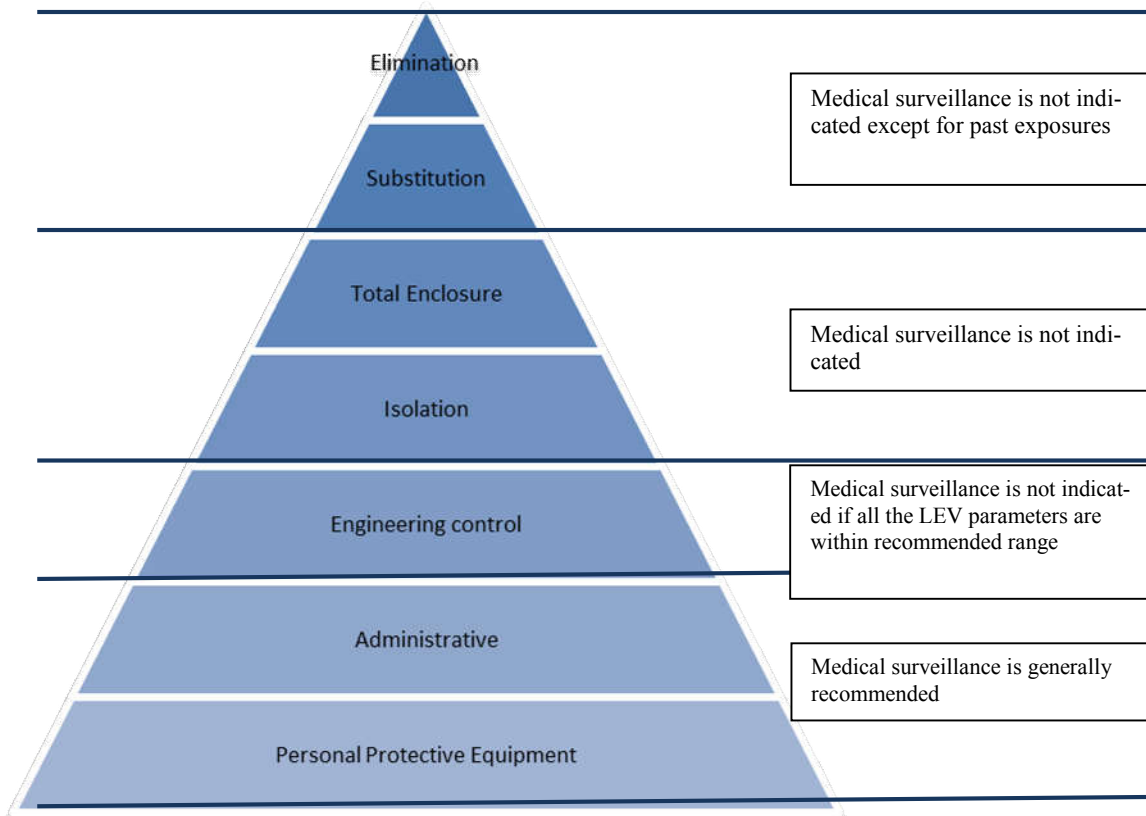 Elimination
Medical surveillance is not indi-
cated except for past exposures
Substitution
Total Enclosure
Medical surveillance is not indi-
cated
Isolation
Medical surveillance is not indicat-
ed if all the LEV parameters are
within recommended range
Engineering control
Administrative
Medical surveillance is generally
recommended
Personal Protective Equipment